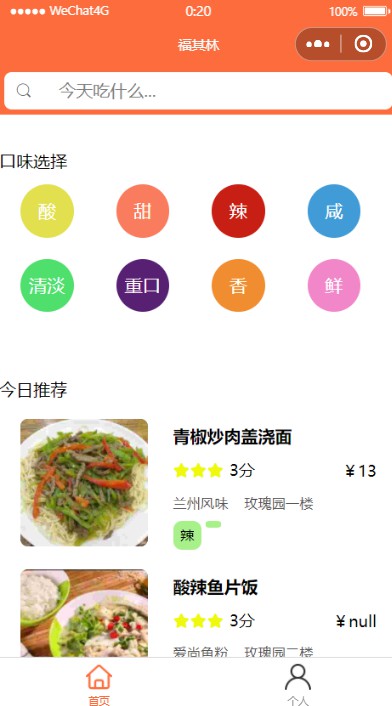 WeChat4G 0:20 100%
福其林
今天吃什么...
口味选择
酸 甜 辣 咸
清淡 重口 香 鲜
今日推荐
青椒炒肉盖浇面
3分 ￥13
兰州风味 玫瑰园一楼
辣
酸辣鱼片饭
3分 ￥null
爱尚鱼粉 玫瑰园二楼
首页 个人